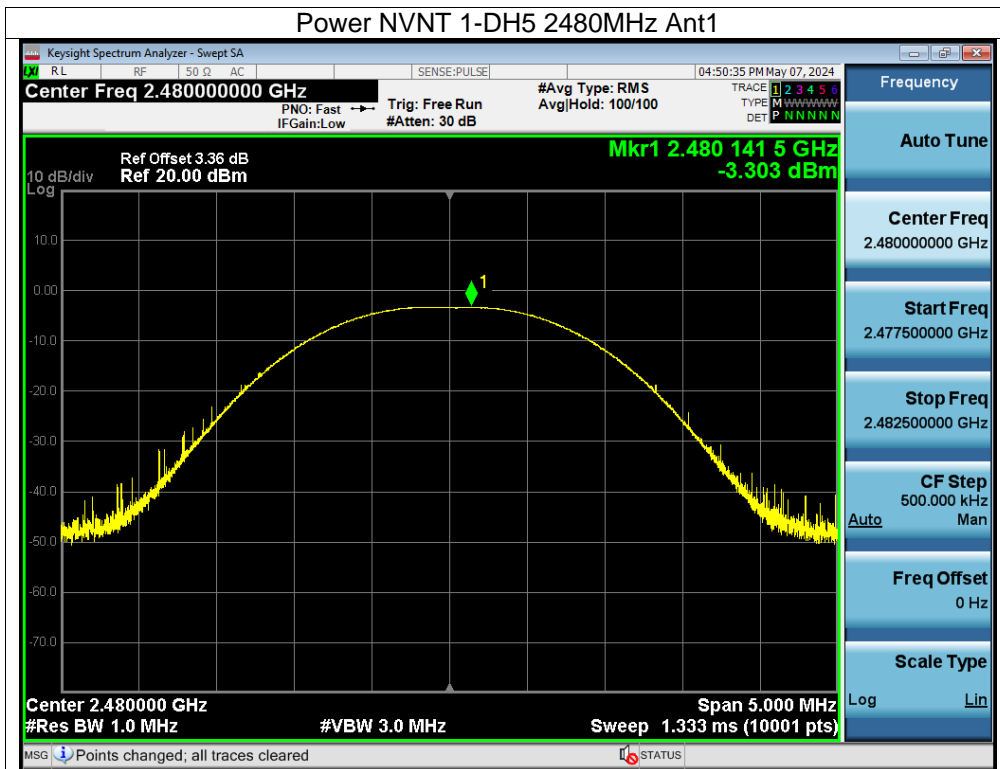 Power NVNT 1-DH5 2480MHz Ant1
Keysight Spectrum Analyzer - Swept SA
LXI RL RF 50 Ω AC SENSE:PULSE 04:50:35 PM May 07, 2024
Center Freq 2.480000000 GHz
PNO: Fast
IFGain:Low
Trig: Free Run
#Atten: 30 dB
#Avg Type: RMS
Avg|Hold: 100/100
TRACE 1 2 3 4 5 6
TYPE M WWWWW
DET P N N N N N
Mkr1 2.480 141 5 GHz
-3.303 dBm
Ref Offset 3.36 dB
10 dB/div Ref 20.00 dBm
Log
10.0
0.00
-10.0
-20.0
-30.0
-40.0
-50.0
-60.0
-70.0
1
Center 2.480000 GHz Span 5.000 MHz
#Res BW 1.0 MHz #VBW 3.0 MHz Sweep 1.333 ms (10001 pts)
MSG Points changed; all traces cleared STATUS
Frequency
Auto Tune
Center Freq
2.480000000 GHz
Start Freq
2.477500000 GHz
Stop Freq
2.482500000 GHz
CF Step
500.000 kHz
Auto Man
Freq Offset
0 Hz
Scale Type
Log Lin